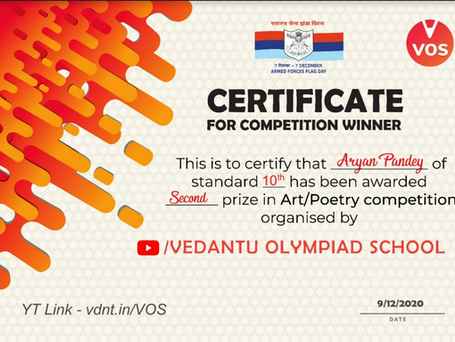 सशस्त्र सेना झंडा दिवस
7 दिसम्बर - 7 DECEMBER
ARMED FORCES FLAG DAY
VOS
CERTIFICATE
FOR COMPETITION WINNER
This is to certify that Aryan Pandey of
standard 10th has been awarded
Second prize in Art/Poetry competition
organised by
/VEDANTU OLYMPIAD SCHOOL
YT Link - vdnt.in/VOS
9/12/2020
DATE